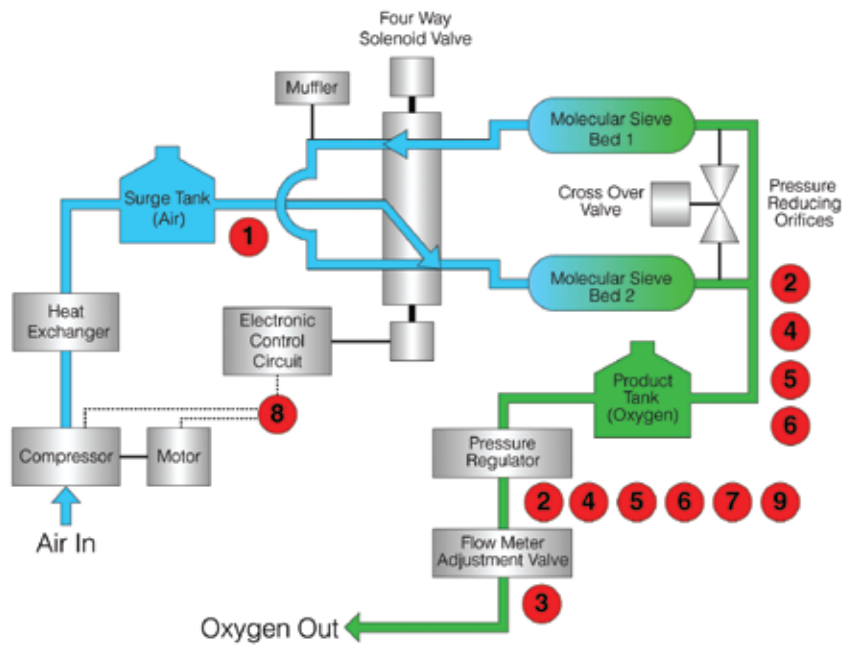 Four Way
Solenoid Valve
Muffler
Molecular Sieve
Bed 1
Surge Tank
(Air)
1
Cross Over
Valve
Pressure
Reducing
Orifices
Molecular Sieve
Bed 2
2
Heat
Exchanger
Electronic
Control
Circuit
4
Product
Tank
(Oxygen)
5
8
6
Compressor
Motor
Pressure
Regulator
2 4 5 6 7 9
Air In
Flow Meter
Adjustment Valve
3
Oxygen Out